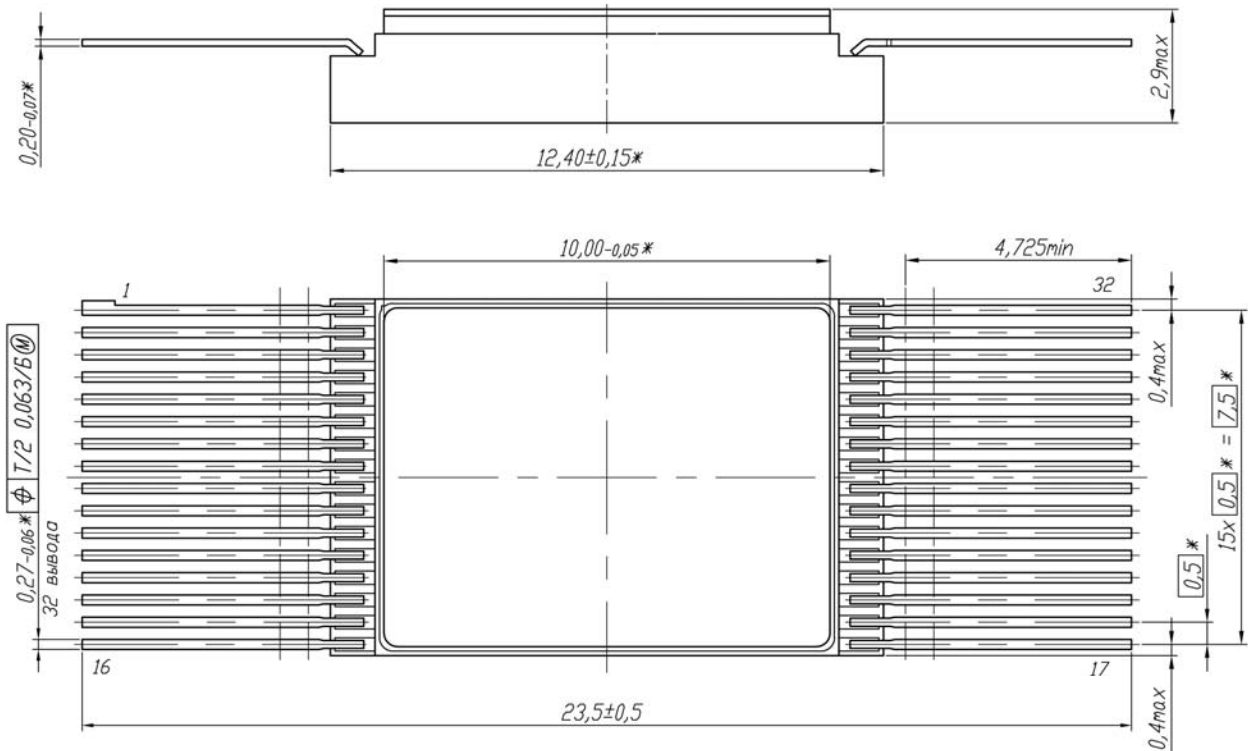 0,20-0,07*
2,9max
12,40±0,15*
10,00-0,05*
4,725min
1
32
0,4max
Т/2 0,063/Б Ⓜ
0,27-0,06*
32 вывода
15x 0,5* = 7,5*
0,5*
16
17
23,5±0,5
0,4max